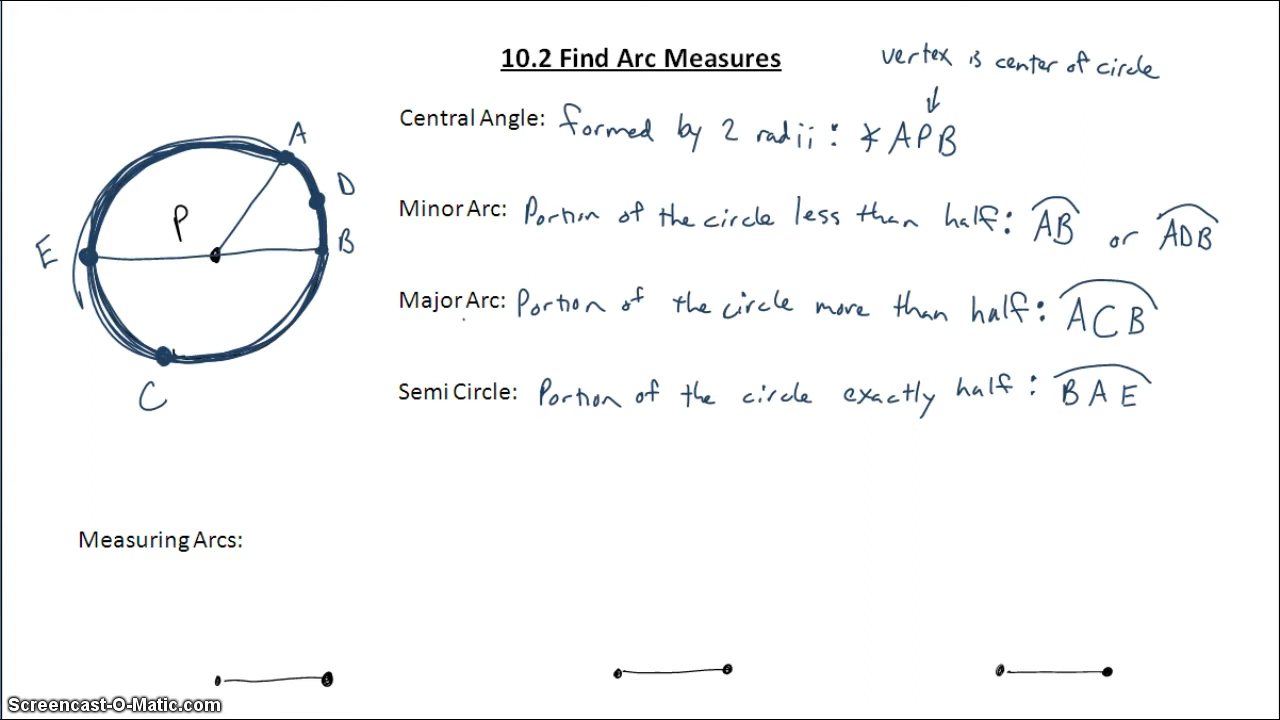 10.2 Find Arc Measures
vertex is center of circle
↓
Central Angle: formed by 2 radii: ∡APB
Minor Arc: Portion of the circle less than half: AB or ADB
Major Arc: Portion of the circle more than half: ACB
Semi Circle: Portion of the circle exactly half: BAE
A
D
P
B
E
C
Measuring Arcs:
Screencast-O-Matic.com